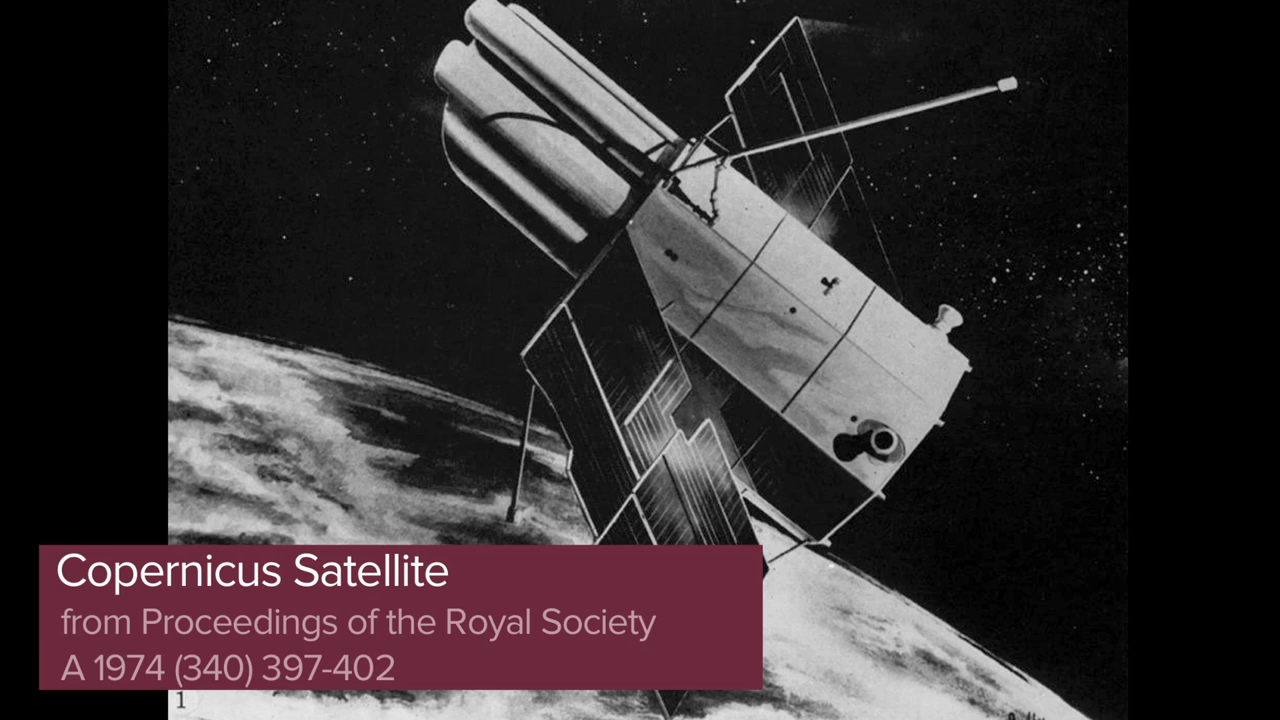 Copernicus Satellite
from Proceedings of the Royal Society
A 1974 (340) 397-402
1